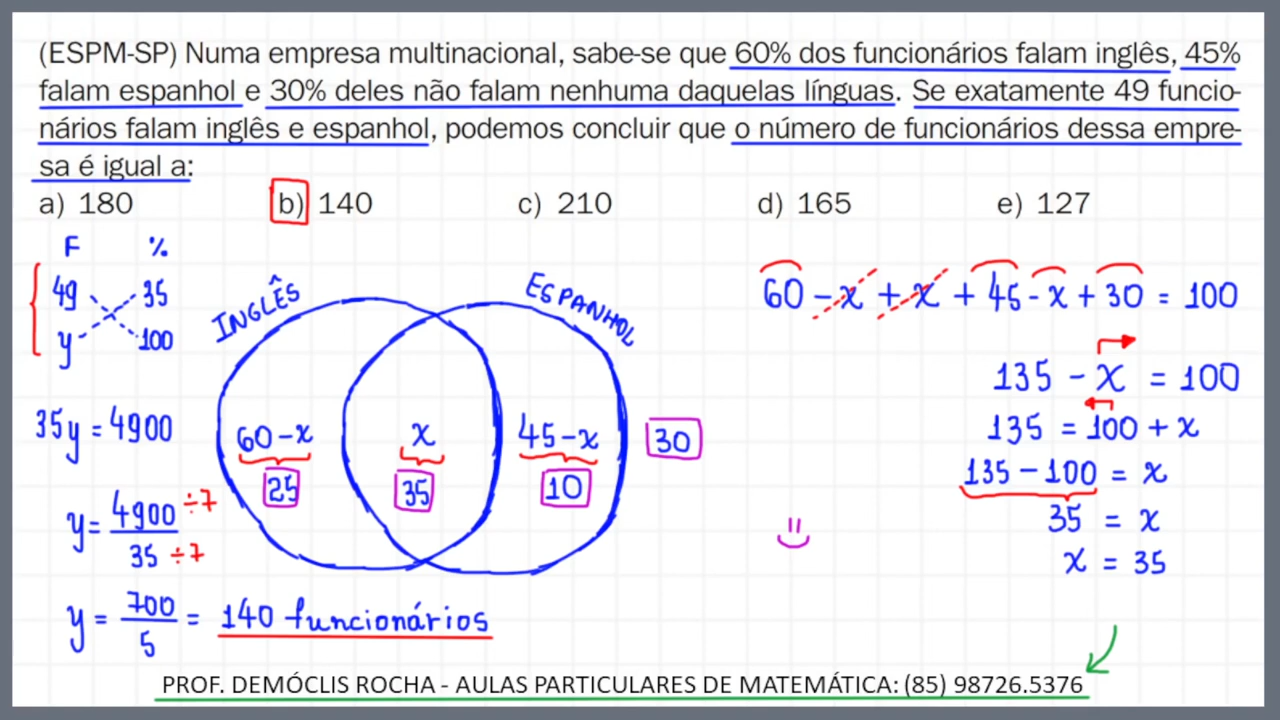 (ESPM-SP) Numa empresa multinacional, sabe-se que 60% dos funcionários falam inglês, 45%
falam espanhol e 30% deles não falam nenhuma daquelas línguas. Se exatamente 49 funcio-
nários falam inglês e espanhol, podemos concluir que o número de funcionários dessa empre-
sa é igual a:
a) 180 b) 140 c) 210 d) 165 e) 127
F %
49 35
y 100
35y = 4900
y = 4900 ÷7
35 ÷7
y = 700/5 = 140 funcionários
INGLÊS
ESPANHOL
60-x x 45-x 30
25 35 10
60 - x + x + 45 - x + 30 = 100
135 - x = 100
135 = 100 + x
135 - 100 = x
35 = x
x = 35
PROF. DEMÓCLIS ROCHA - AULAS PARTICULARES DE MATEMÁTICA: (85) 98726.5376